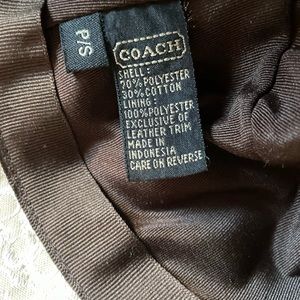 P/S
COACH
SHELL:
70% POLYESTER
30% COTTON
LINING:
100% POLYESTER
EXCLUSIVE OF
LEATHER TRIM
MADE IN
INDONESIA
CARE ON REVERSE